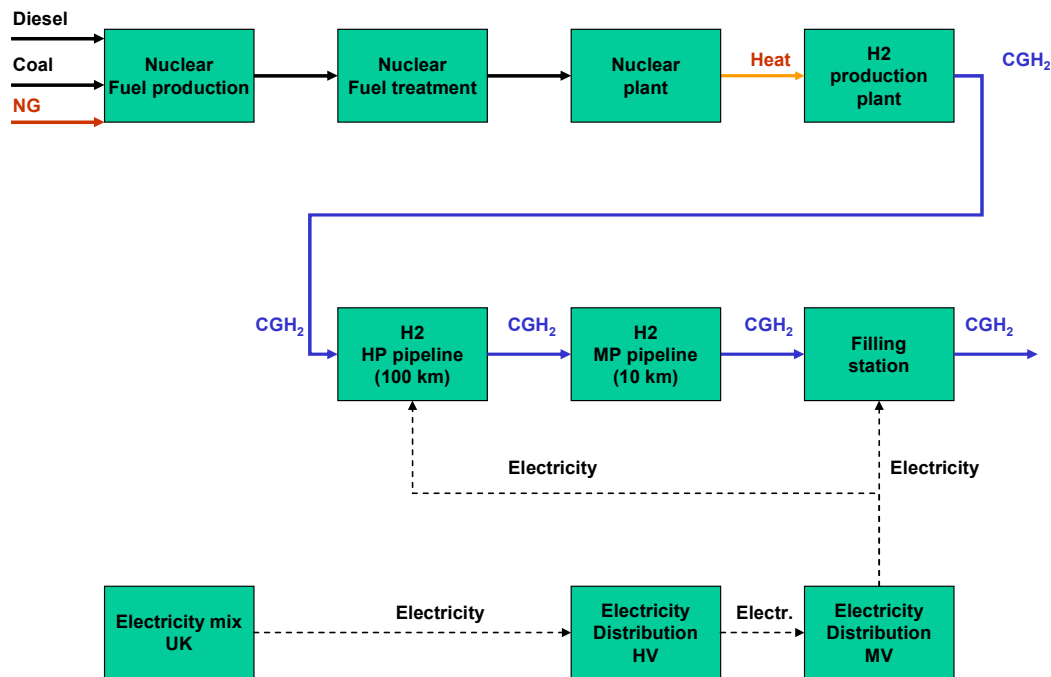 Diesel
Coal
NG
Nuclear
Fuel production
Nuclear
Fuel treatment
Nuclear
plant
Heat
H2
production
plant
CGH₂
CGH₂
H2
HP pipeline
(100 km)
CGH₂
H2
MP pipeline
(10 km)
CGH₂
Filling
station
CGH₂
Electricity
Electricity
Electricity mix
UK
Electricity
Electricity
Distribution
HV
Electr.
Electricity
Distribution
MV